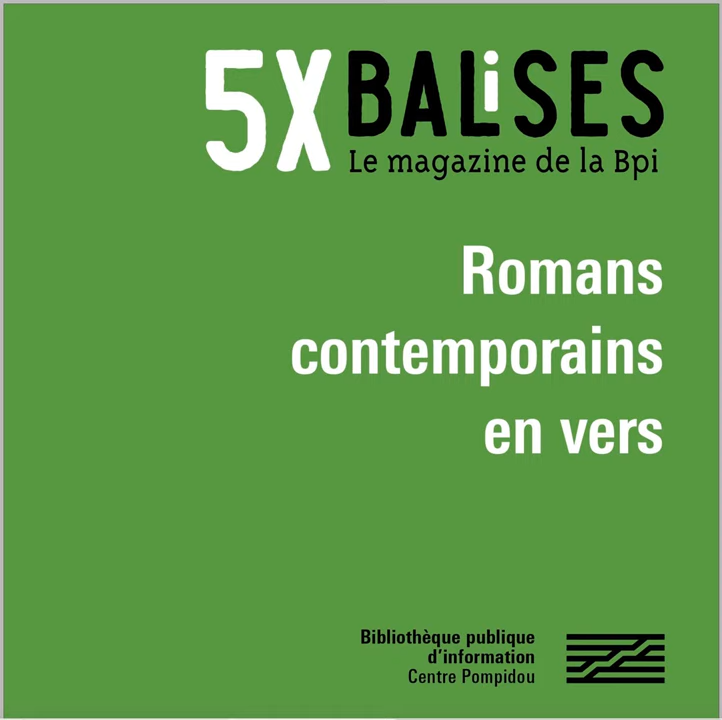 5X BALiSES
Le magazine de la Bpi
Romans
contemporains
en vers
Bibliothèque publique
d'information
Centre Pompidou